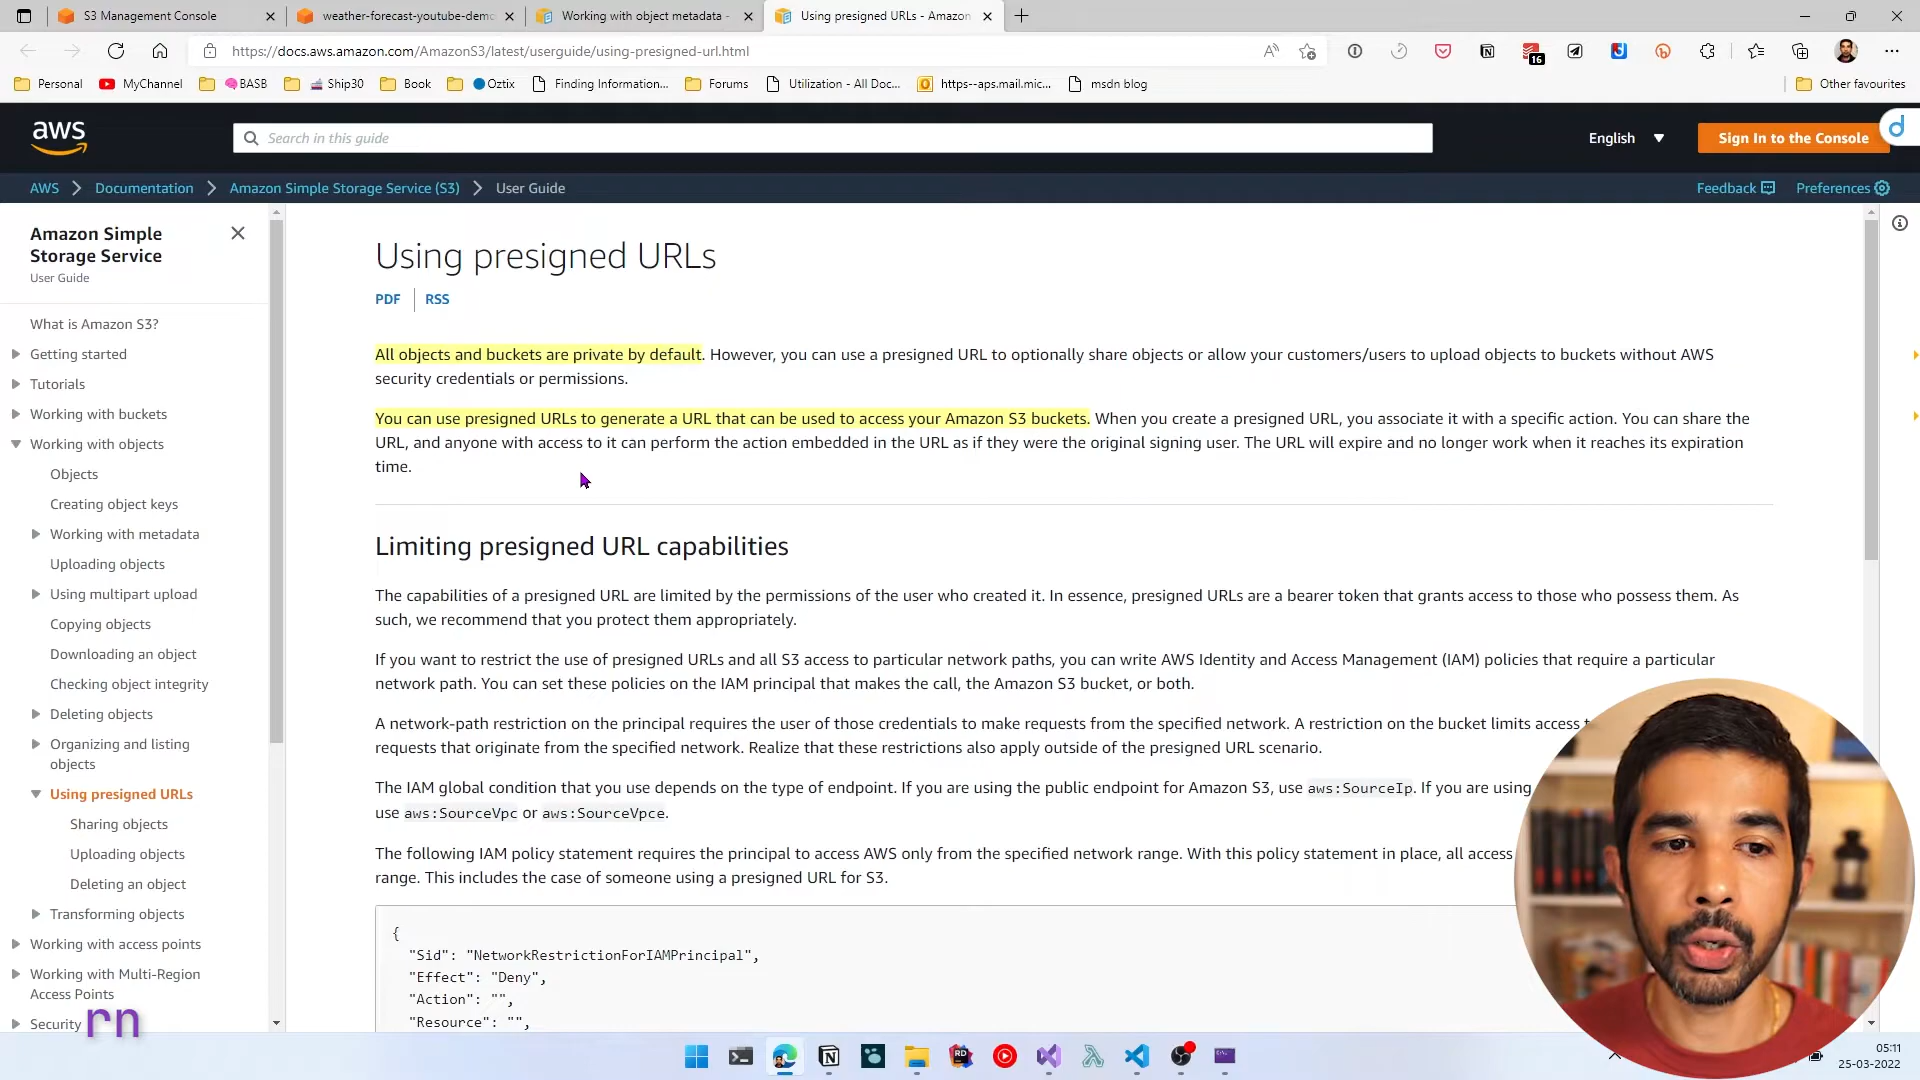 S3 Management Console
weather-forecast-youtube-demo
Working with object metadata -
Using presigned URLs - Amazon
https://docs.aws.amazon.com/AmazonS3/latest/userguide/using-presigned-url.html
16
Personal
MyChannel
BASB
Ship30
Book
Oztix
Finding Information...
Forums
Utilization - All Doc...
https--aps.mail.mic...
msdn blog
Other favourites
aws
Search in this guide
English
Sign In to the Console
AWS
Documentation
Amazon Simple Storage Service (S3)
User Guide
Feedback
Preferences
Amazon Simple
Storage Service
User Guide
What is Amazon S3?
Getting started
Tutorials
Working with buckets
Working with objects
Objects
Creating object keys
Working with metadata
Uploading objects
Using multipart upload
Copying objects
Downloading an object
Checking object integrity
Deleting objects
Organizing and listing
objects
Using presigned URLs
Sharing objects
Uploading objects
Deleting an object
Transforming objects
Working with access points
Working with Multi-Region
Access Points
Security
rn
Using presigned URLs
PDF
RSS
All objects and buckets are private by default. However, you can use a presigned URL to optionally share objects or allow your customers/users to upload objects to buckets without AWS
security credentials or permissions.
You can use presigned URLs to generate a URL that can be used to access your Amazon S3 buckets. When you create a presigned URL, you associate it with a specific action. You can share the
URL, and anyone with access to it can perform the action embedded in the URL as if they were the original signing user. The URL will expire and no longer work when it reaches its expiration
time.
Limiting presigned URL capabilities
The capabilities of a presigned URL are limited by the permissions of the user who created it. In essence, presigned URLs are a bearer token that grants access to those who possess them. As
such, we recommend that you protect them appropriately.
If you want to restrict the use of presigned URLs and all S3 access to particular network paths, you can write AWS Identity and Access Management (IAM) policies that require a particular
network path. You can set these policies on the IAM principal that makes the call, the Amazon S3 bucket, or both.
A network-path restriction on the principal requires the user of those credentials to make requests from the specified network. A restriction on the bucket limits access
requests that originate from the specified network. Realize that these restrictions also apply outside of the presigned URL scenario.
The IAM global condition that you use depends on the type of endpoint. If you are using the public endpoint for Amazon S3, use aws:SourceIp. If you are using
use aws:SourceVpc or aws:SourceVpce.
The following IAM policy statement requires the principal to access AWS only from the specified network range. With this policy statement in place, all access
range. This includes the case of someone using a presigned URL for S3.
{
"Sid": "NetworkRestrictionForIAMPrincipal",
"Effect": "Deny",
"Action": "",
"Resource": "",
05:11
25-03-2022